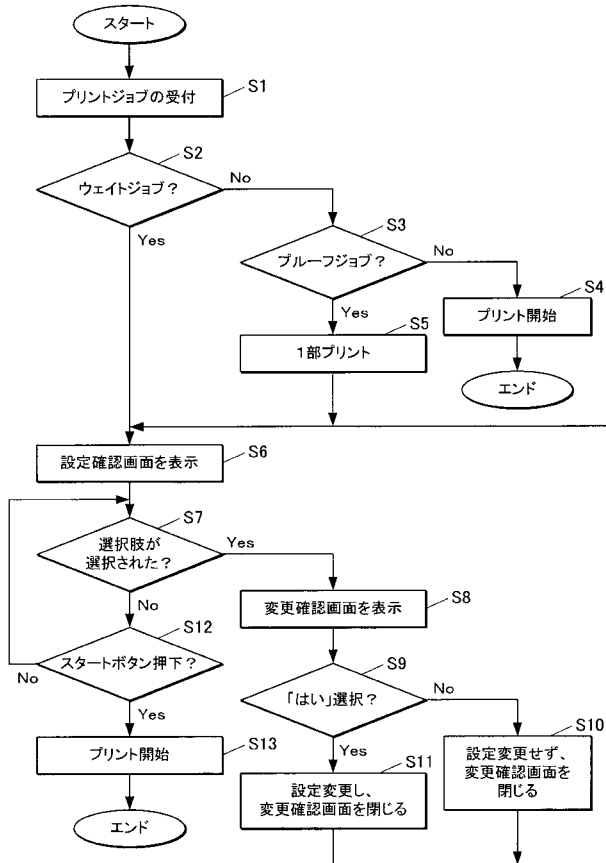 スタート
プリントジョブの受付
S1
ウェイトジョブ？
S2
No
Yes
プルーフジョブ？
S3
No
Yes
プリント開始
S4
エンド
1部プリント
S5
設定確認画面を表示
S6
選択肢が
選択された？
S7
Yes
No
変更確認画面を表示
S8
スタートボタン押下？
S12
No
Yes
「はい」選択？
S9
No
Yes
プリント開始
S13
エンド
設定変更し、
変更確認画面を閉じる
S11
設定変更せず、
変更確認画面を
閉じる
S10